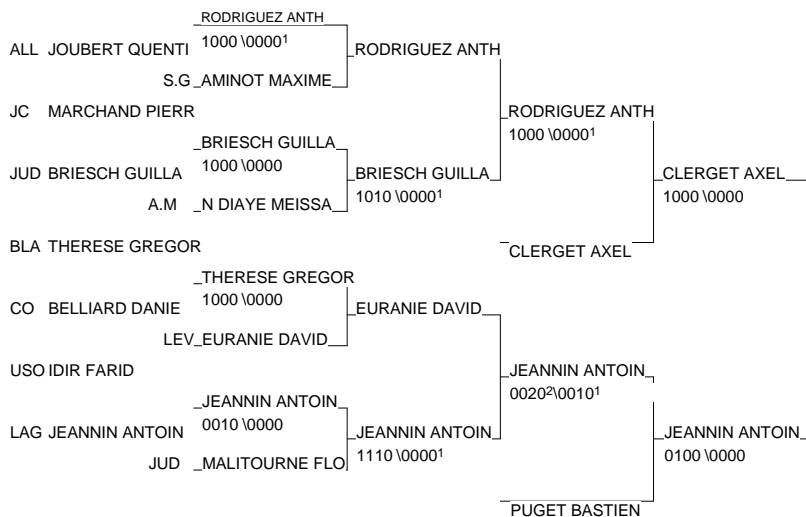 RODRIGUEZ ANTH
ALL JOUBERT QUENTI 1000 \0000¹ RODRIGUEZ ANTH
S.G AMINOT MAXIME
JC MARCHAND PIERR RODRIGUEZ ANTH
BRIESCH GUILLA 1000 \0000¹
JUD BRIESCH GUILLA 1000 \0000 BRIESCH GUILLA CLERGET AXEL
1010 \0000¹ 1000 \0000
A.M N DIAYE MEISSA
BLA THERESE GREGOR CLERGET AXEL
THERESE GREGOR
CO BELLIARD DANIE 1000 \0000 EURANIE DAVID
LEV EURANIE DAVID
USO IDIR FARID JEANNIN ANTOIN
0020²\0010¹
JEANNIN ANTOIN
LAG JEANNIN ANTOIN 0010 \0000 JEANNIN ANTOIN JEANNIN ANTOIN
1110 \0000¹ 0100 \0000
JUD MALITOURNE FLO
PUGET BASTIEN